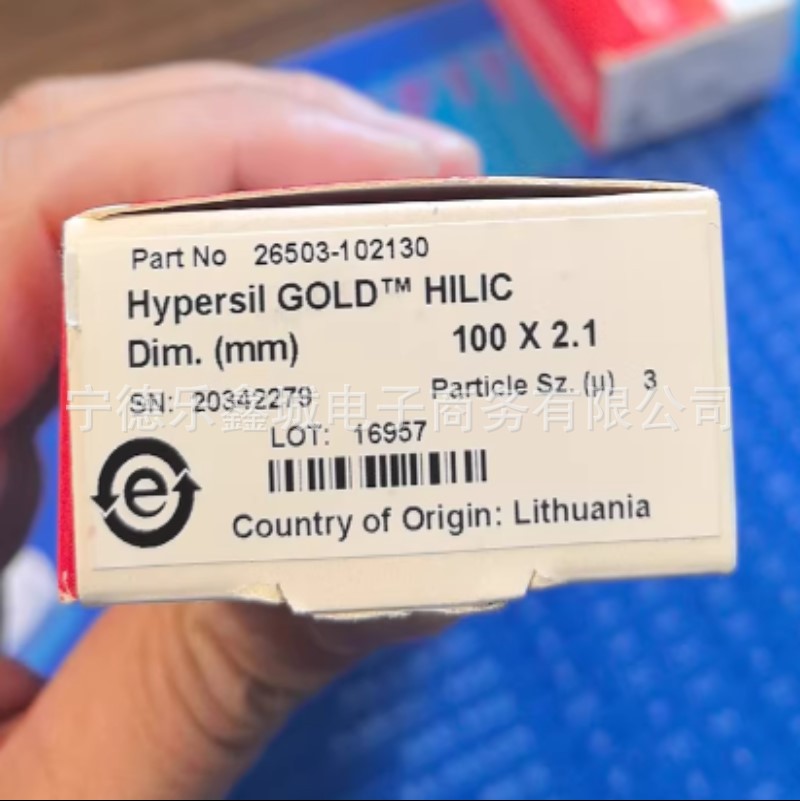 Part No 26503-102130
Hypersil GOLD™ HILIC
Dim. (mm) 100 X 2.1
SN: 20342279 Particle Sz. (µ) 3
宁德乐鑫城电子商务有限公司
LOT: 16957
e
Country of Origin: Lithuania